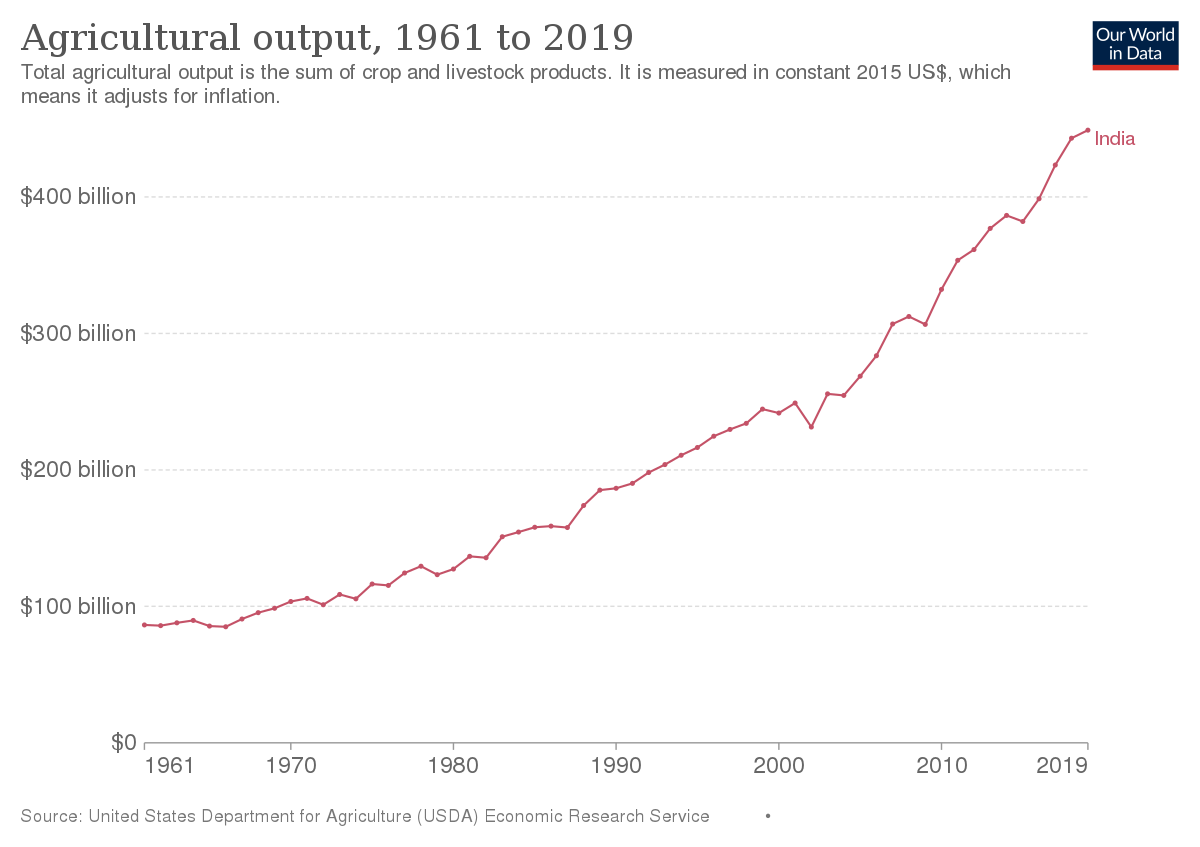 Agricultural output, 1961 to 2019
Our World
in Data
Total agricultural output is the sum of crop and livestock products. It is measured in constant 2015 US$, which
means it adjusts for inflation.
India
$400 billion
$300 billion
$200 billion
$100 billion
$0
1961 1970 1980 1990 2000 2010 2019
Source: United States Department for Agriculture (USDA) Economic Research Service •